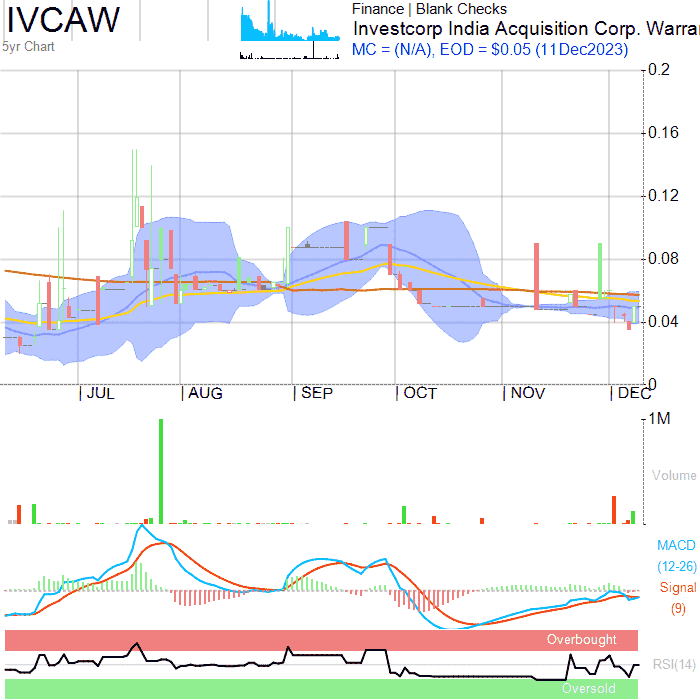 IVCAW
5yr Chart
Finance | Blank Checks
Investcorp India Acquisition Corp. Warra
MC = (N/A), EOD = $0.05 (11Dec2023)
0.2
0.16
0.12
0.08
0.04
0
| JUL | AUG | SEP | OCT | NOV | DEC
1M
Volume
MACD
(12-26)
Signal
(9)
Overbought
RSI(14)
Oversold